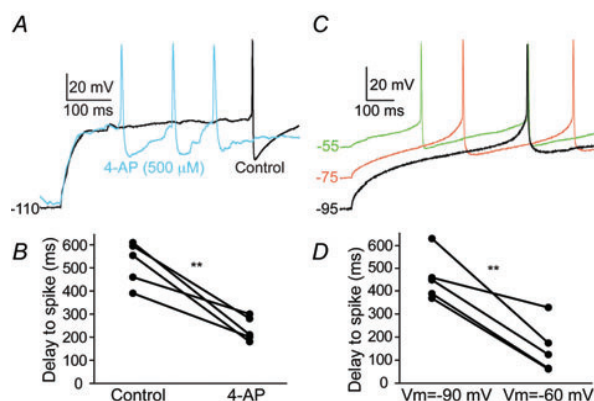 A
20 mV
100 ms
4-AP (500 μM)
Control
-110
B
Delay to spike (ms)
600
500
400
300
200
100
0
**
Control
4-AP
C
20 mV
100 ms
-55
-75
-95
D
Delay to spike (ms)
600
500
400
300
200
100
0
**
Vm=-90 mV
Vm=-60 mV